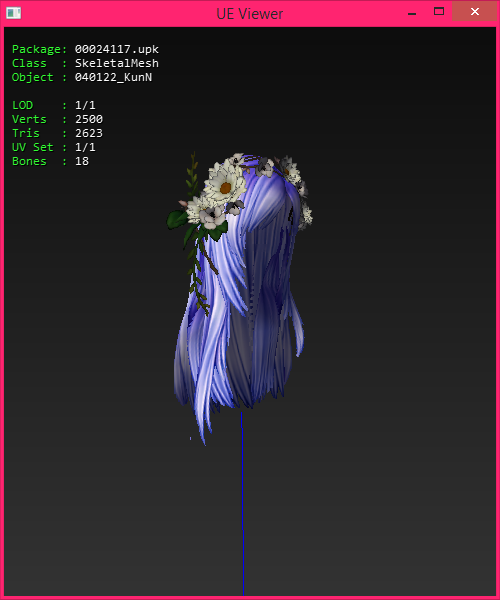 UE Viewer
Package: 00024117.upk
Class  : SkeletalMesh
Object : 040122_KunN
LOD    : 1/1
Verts  : 2500
Tris   : 2623
UV Set : 1/1
Bones  : 18